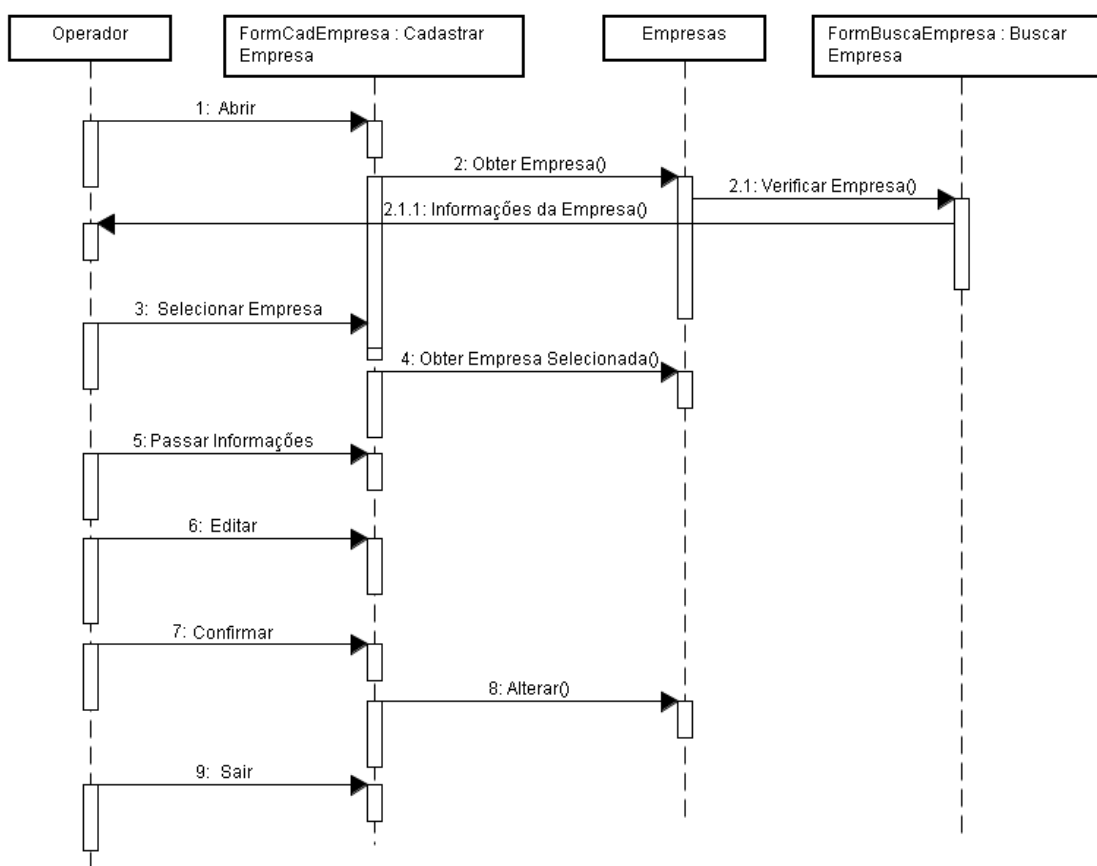 Operador
FormCadEmpresa : Cadastrar
Empresa
Empresas
FormBuscaEmpresa : Buscar
Empresa
1: Abrir
2: Obter Empresa()
2.1: Verificar Empresa()
2.1.1: Informações da Empresa()
3: Selecionar Empresa
4: Obter Empresa Selecionada()
5: Passar Informações
6: Editar
7: Confirmar
8: Alterar()
9: Sair